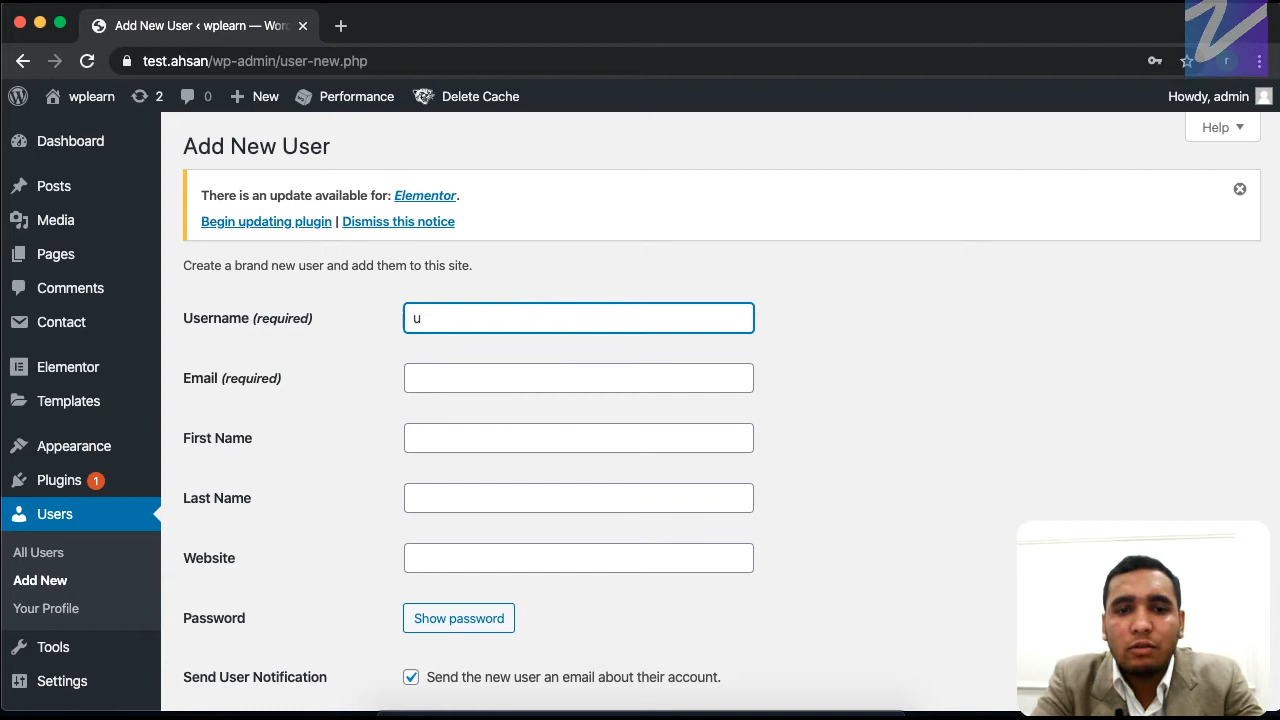 Add New User ‹ wplearn — Worc
test.ahsan/wp-admin/user-new.php
r
wplearn 2 0 New Performance Delete Cache Howdy, admin
Help
Dashboard
Posts
Media
Pages
Comments
Contact
Elementor
Templates
Appearance
Plugins 1
Users
All Users
Add New
Your Profile
Tools
Settings
Add New User
There is an update available for: Elementor.
Begin updating plugin | Dismiss this notice
Create a brand new user and add them to this site.
Username (required) u
Email (required)
First Name
Last Name
Website
Password Show password
Send User Notification Send the new user an email about their account.